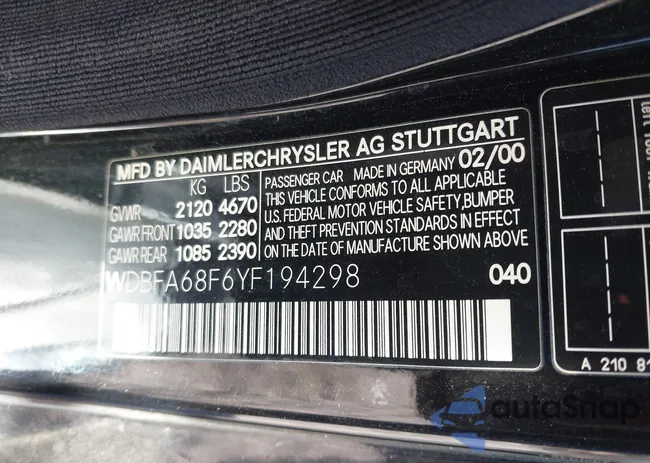 MFD BY DAIMLERCHRYSLER AG STUTTGART
KG LBS
GVWR 2120 4670
GAWR FRONT 1035 2280
GAWR REAR 1085 2390
PASSENGER CAR MADE IN GERMANY 02/00
THIS VEHICLE CONFORMS TO ALL APPLICABLE
U.S. FEDERAL MOTOR VEHICLE SAFETY,BUMPER
AND THEFT PREVENTION STANDARDS IN EFFECT
ON THE DATE OF MANUFACTURE SHOWN ABOVE
WDBFA68F6YF194298 040
A 210 81
autoSnap